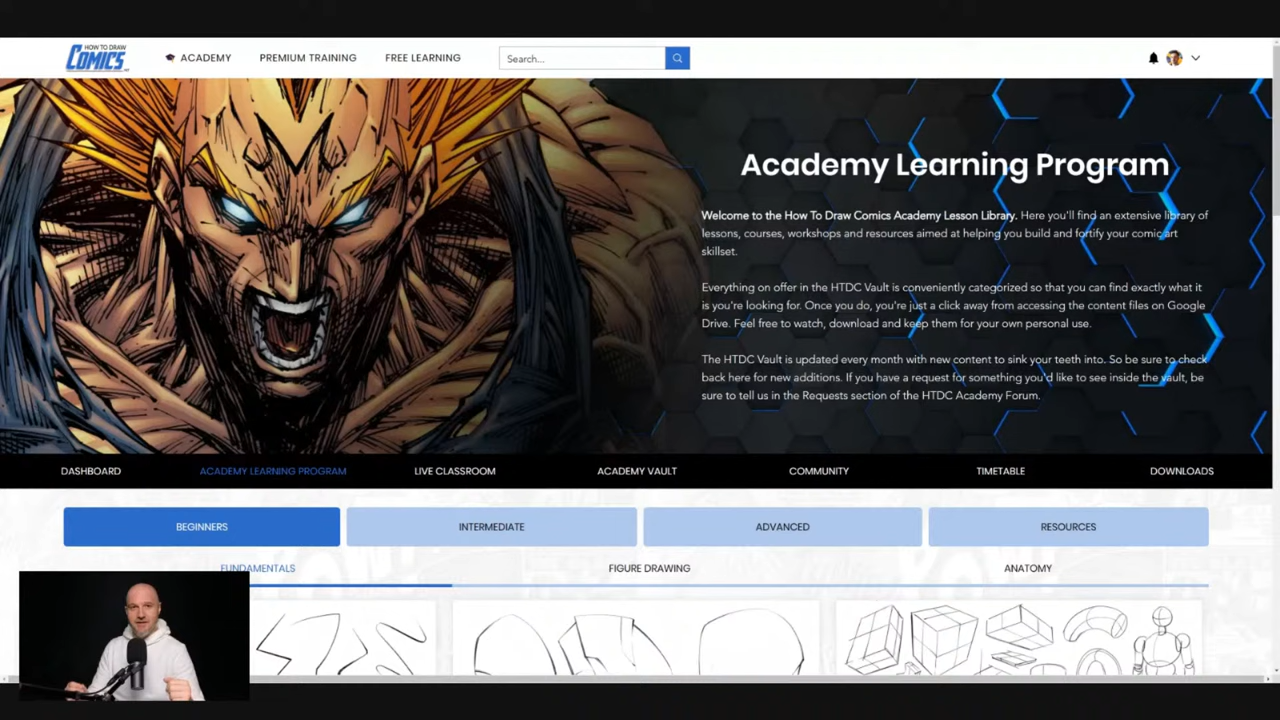 HOW TO DRAW
COMICS
ACADEMY
PREMIUM TRAINING
FREE LEARNING
Search...
Academy Learning Program
Welcome to the How To Draw Comics Academy Lesson Library. Here you'll find an extensive library of
lessons, courses, workshops and resources aimed at helping you build and fortify your comic art
skillset.
Everything on offer in the HTDC Vault is conveniently categorized so that you can find exactly what it
is you're looking for. Once you do, you're just a click away from accessing the content files on Google
Drive. Feel free to watch, download and keep them for your own personal use.
The HTDC Vault is updated every month with new content to sink your teeth into. So be sure to check
back here for new additions. If you have a request for something you'd like to see inside the vault, be
sure to tell us in the Requests section of the HTDC Academy Forum.
DASHBOARD
ACADEMY LEARNING PROGRAM
LIVE CLASSROOM
ACADEMY VAULT
COMMUNITY
TIMETABLE
DOWNLOADS
BEGINNERS
INTERMEDIATE
ADVANCED
RESOURCES
FUNDAMENTALS
FIGURE DRAWING
ANATOMY